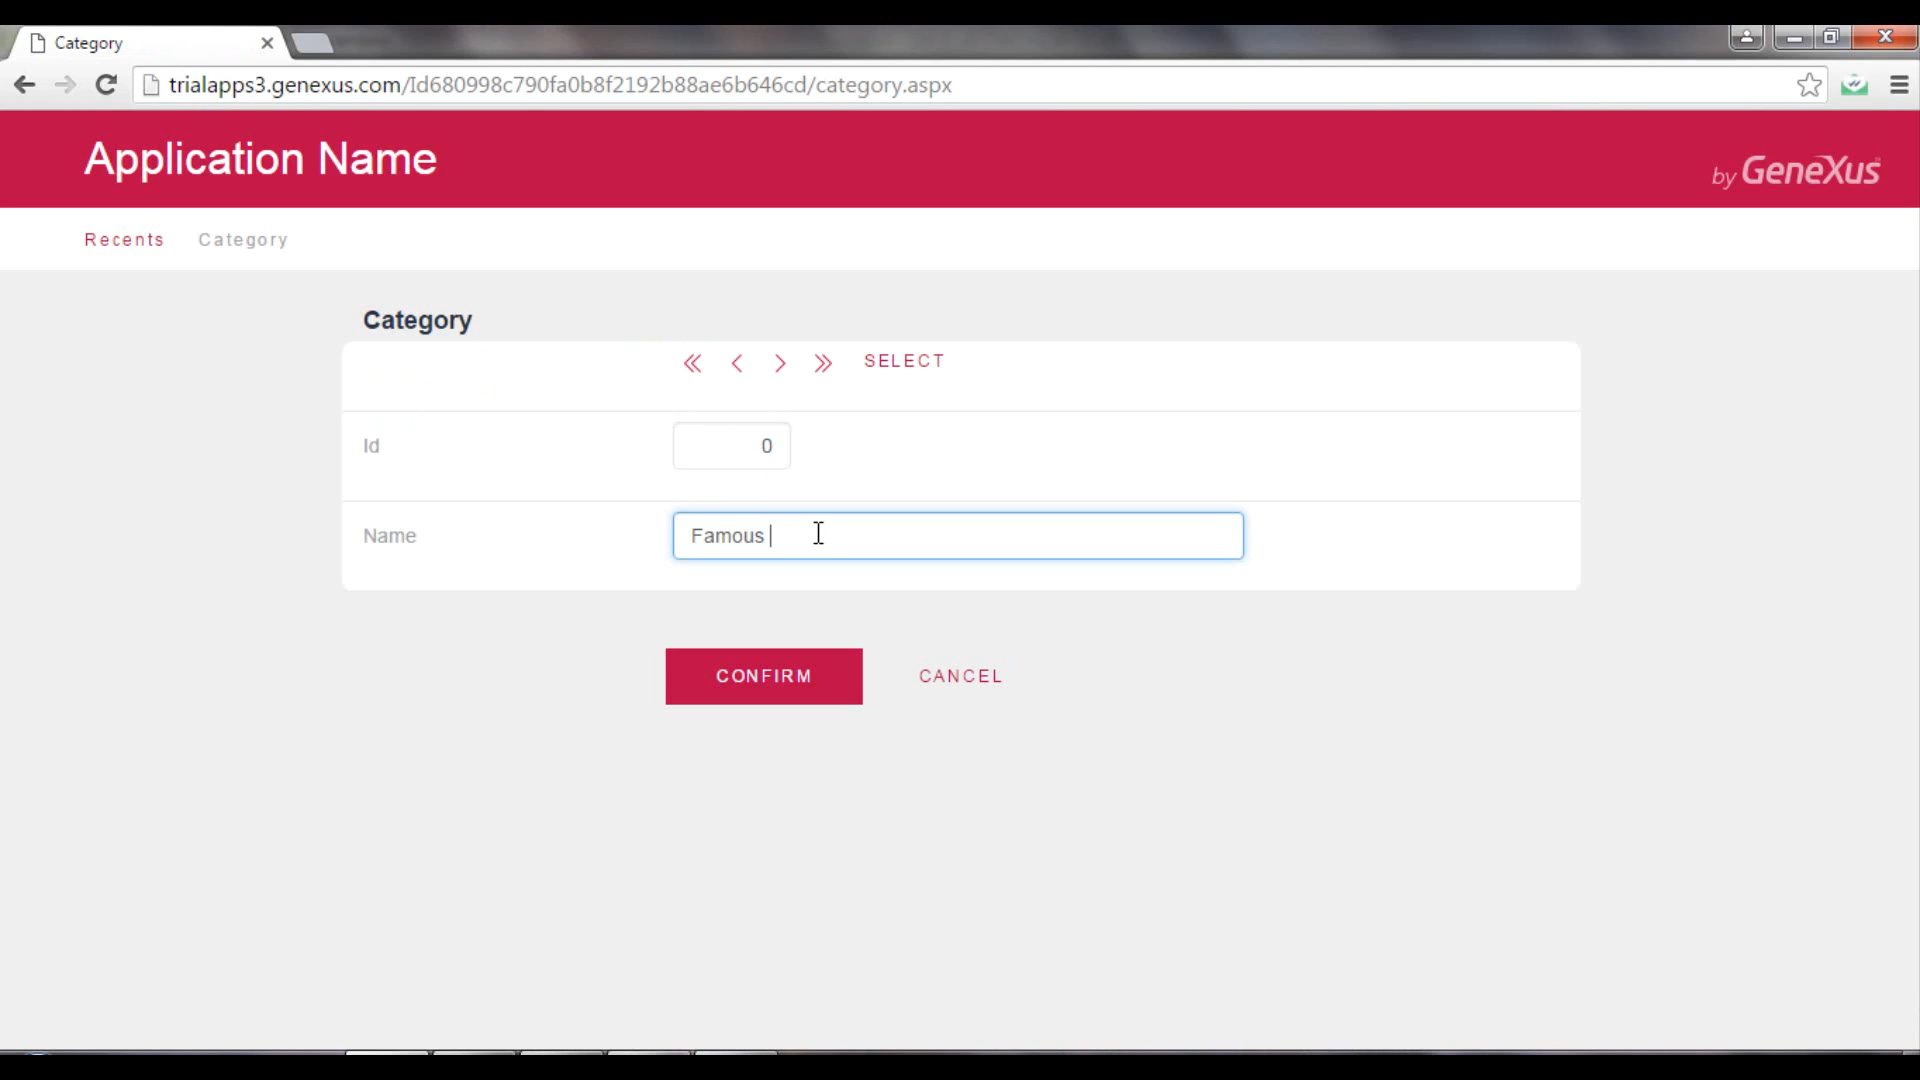 Category
trialapps3.genexus.com/Id680998c790fa0b8f2192b88ae6b646cd/category.aspx
Application Name
by GeneXus
Recents Category
Category
SELECT
Id 0
Name Famous
CONFIRM CANCEL